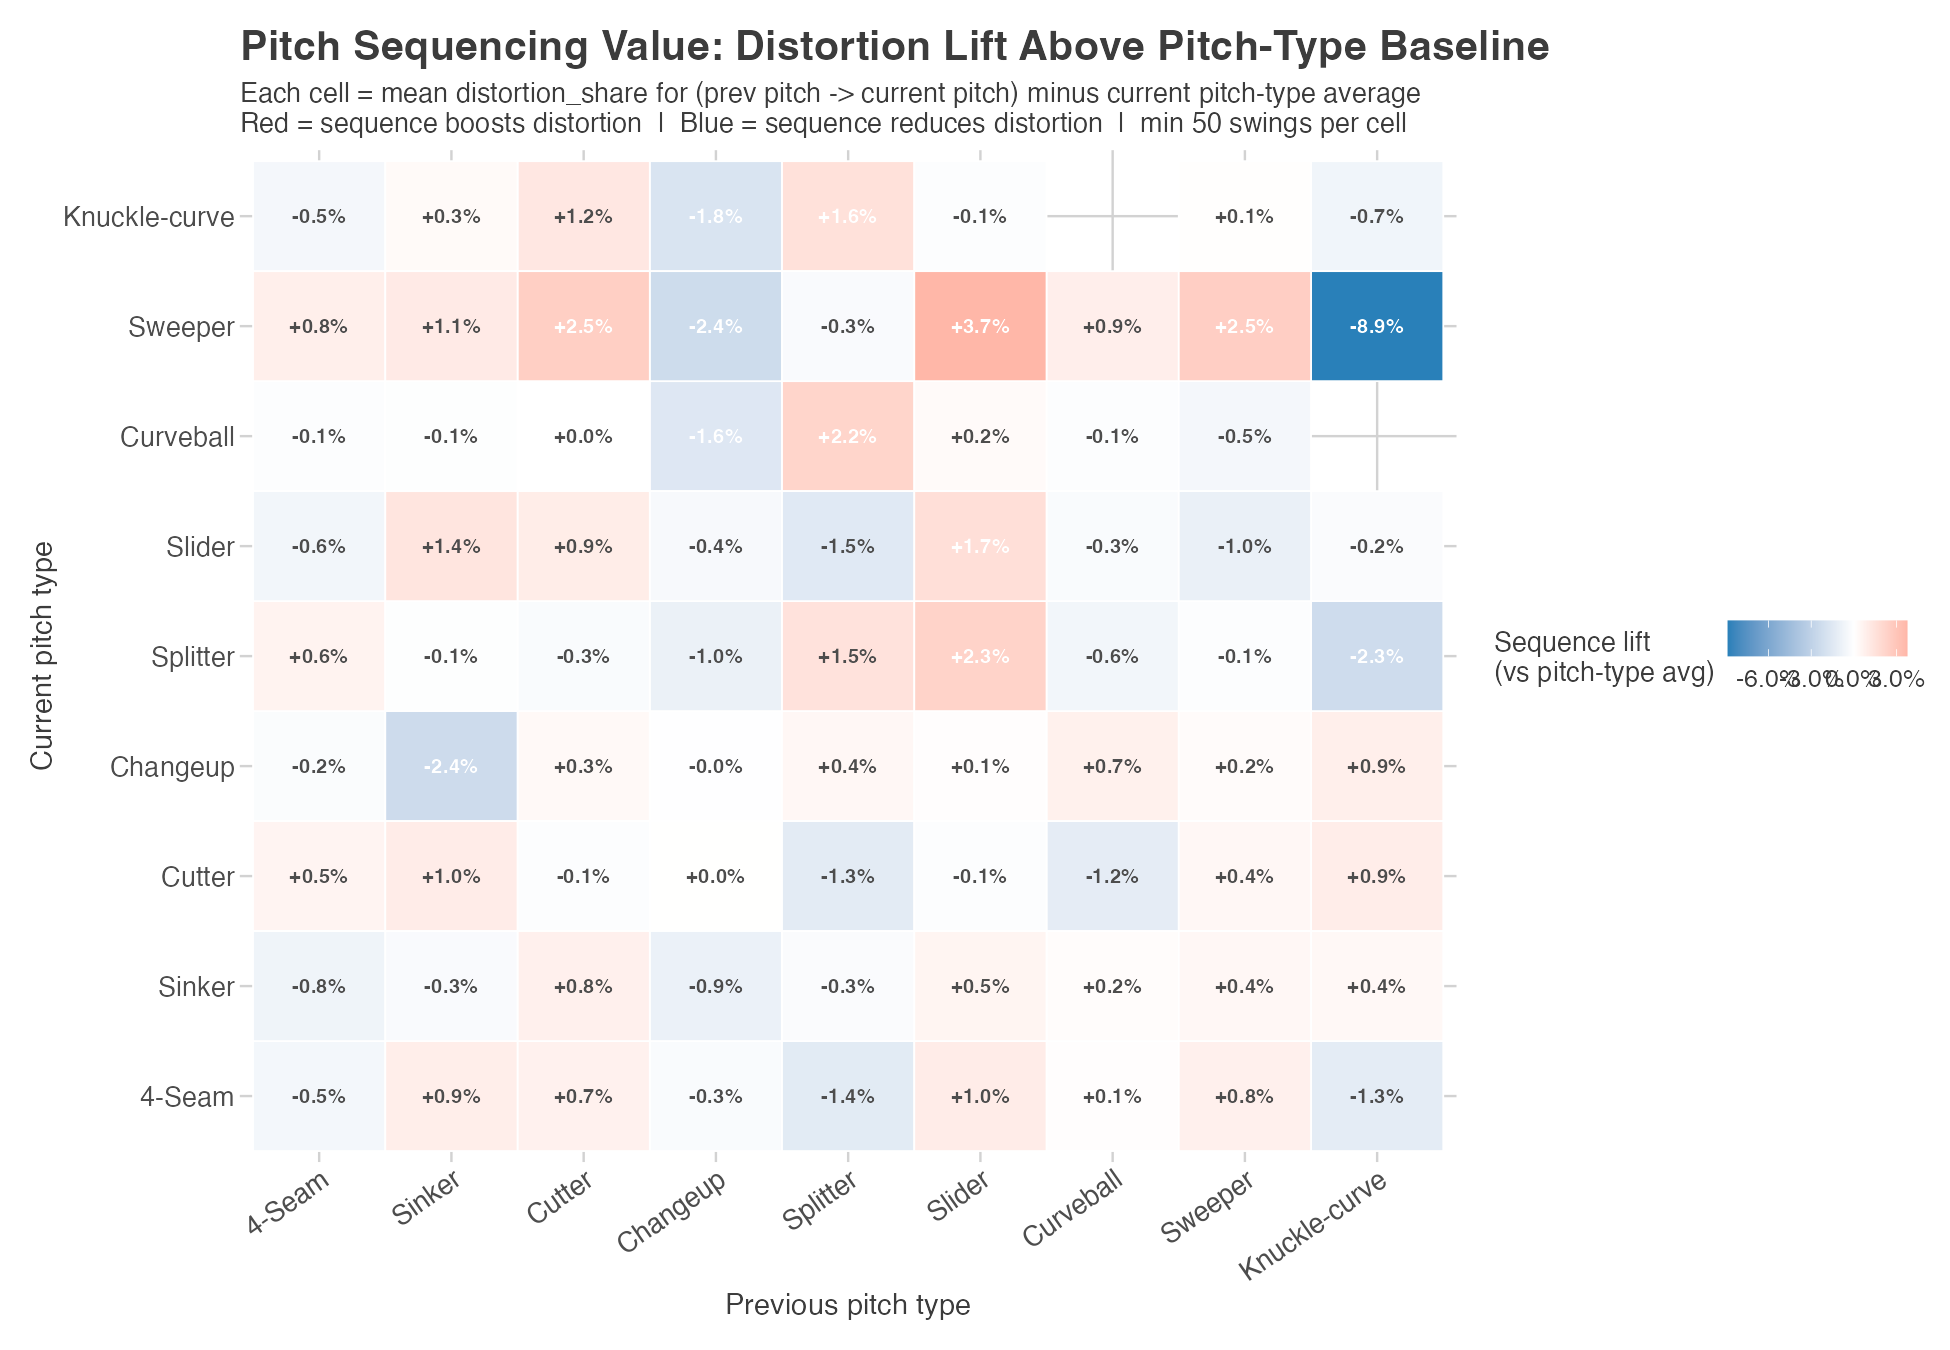 Pitch Sequencing Value: Distortion Lift Above Pitch-Type Baseline
Each cell = mean distortion_share for (prev pitch -> current pitch) minus current pitch-type average
Red = sequence boosts distortion | Blue = sequence reduces distortion | min 50 swings per cell
Current pitch type
Knuckle-curve -0.5% +0.3% +1.2% -1.8% +1.6% -0.1% +0.1% -0.7%
Sweeper +0.8% +1.1% +2.5% -2.4% -0.3% +3.7% +0.9% +2.5% -8.9%
Curveball -0.1% -0.1% +0.0% -1.6% +2.2% +0.2% -0.1% -0.5%
Slider -0.6% +1.4% +0.9% -0.4% -1.5% +1.7% -0.3% -1.0% -0.2%
Splitter +0.6% -0.1% -0.3% -1.0% +1.5% +2.3% -0.6% -0.1% -2.3%
Changeup -0.2% -2.4% +0.3% -0.0% +0.4% +0.1% +0.7% +0.2% +0.9%
Cutter +0.5% +1.0% -0.1% +0.0% -1.3% -0.1% -1.2% +0.4% +0.9%
Sinker -0.8% -0.3% +0.8% -0.9% -0.3% +0.5% +0.2% +0.4% +0.4%
4-Seam -0.5% +0.9% +0.7% -0.3% -1.4% +1.0% +0.1% +0.8% -1.3%
4-Seam Sinker Cutter Changeup Splitter Slider Curveball Sweeper Knuckle-curve
Previous pitch type
Sequence lift
(vs pitch-type avg)
-6.0% -3.0% 0.0% 3.0%